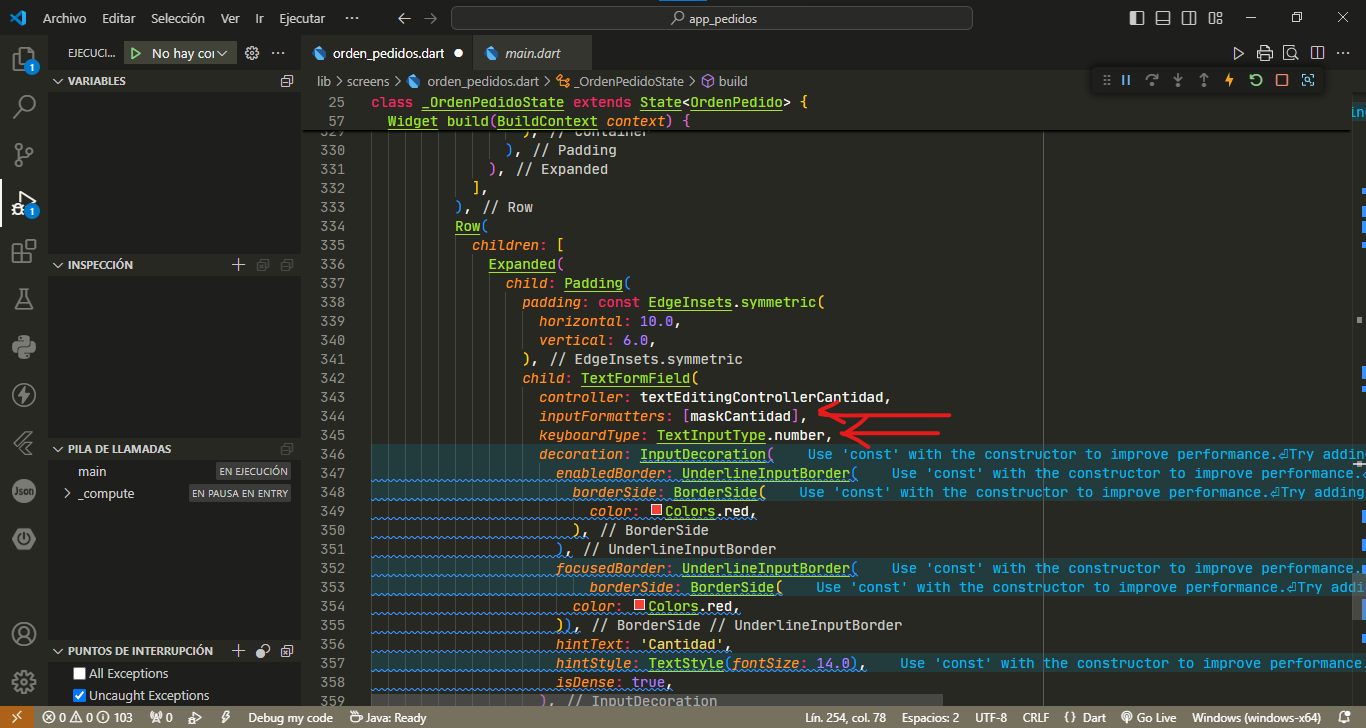 Archivo Editar Selección Ver Ir Ejecutar ··· app_pedidos
EJECUCI... No hay cor
orden_pedidos.dart main.dart
lib > screens > orden_pedidos.dart > _OrdenPedidoState > build
VARIABLES
INSPECCIÓN
PILA DE LLAMADAS
main EN EJECUCIÓN
_compute EN PAUSA EN ENTRY
PUNTOS DE INTERRUPCIÓN
All Exceptions
Uncaught Exceptions
1
1
Json
25 class _OrdenPedidoState extends State<OrdenPedido> {
57 Widget build(BuildContext context) {
329 ), // Container
330 ), // Padding
331 ), // Expanded
332 ],
333 ), // Row
334 Row(
335 children: [
336 Expanded(
337 child: Padding(
338 padding: const EdgeInsets.symmetric(
339 horizontal: 10.0,
340 vertical: 6.0,
341 ), // EdgeInsets.symmetric
342 child: TextFormField(
343 controller: textEditingControllerCantidad,
344 inputFormatters: [maskCantidad],
345 keyboardType: TextInputType.number,
346 decoration: InputDecoration( Use 'const' with the constructor to improve performance.⏎Try adding
347 enabledBorder: UnderlineInputBorder( Use 'const' with the constructor to improve performance.
348 borderSide: BorderSide( Use 'const' with the constructor to improve performance.⏎Try adding
349 color: Colors.red,
350 ), // BorderSide
351 ), // UnderlineInputBorder
352 focusedBorder: UnderlineInputBorder( Use 'const' with the constructor to improve performance.
353 borderSide: BorderSide( Use 'const' with the constructor to improve performance.⏎Try addi
354 color: Colors.red,
355 )), // BorderSide // UnderlineInputBorder
356 hintText: 'Cantidad',
357 hintStyle: TextStyle(fontSize: 14.0), Use 'const' with the constructor to improve performance.
358 isDense: true,
359 ), // InputDecoration
0 0 103 0 Debug my code Java: Ready Lín. 254, col. 78 Espacios: 2 UTF-8 CRLF {} Dart Go Live Windows (windows-x64)